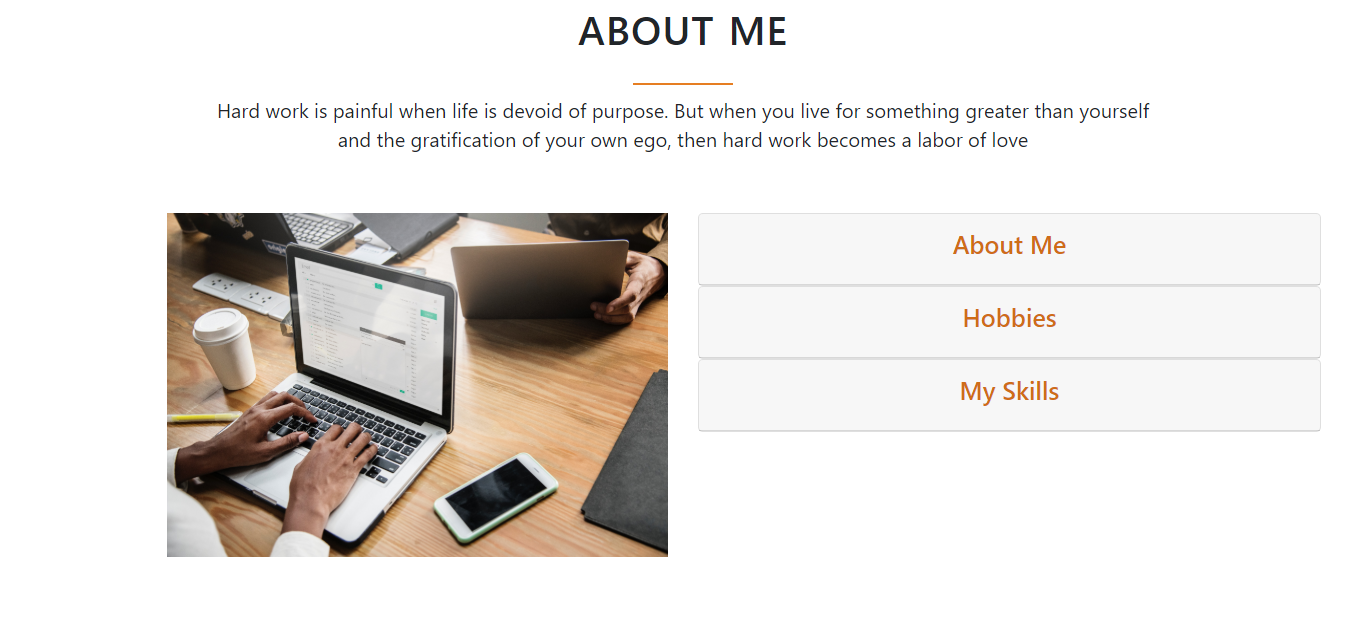 ABOUT ME
Hard work is painful when life is devoid of purpose. But when you live for something greater than yourself
and the gratification of your own ego, then hard work becomes a labor of love
About Me
Hobbies
My Skills